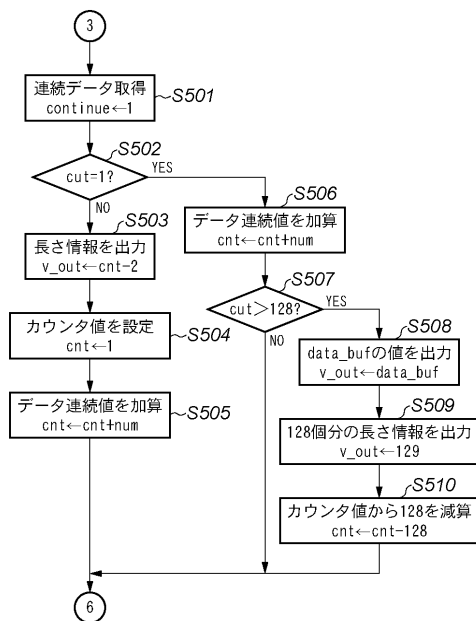 3
連続データ取得
continue←1
S501
cut=1?
S502
YES
NO
S503
長さ情報を出力
v_out←cnt-2
カウンタ値を設定
cnt←1
S504
データ連続値を加算
cnt←cnt+num
S505
S506
データ連続値を加算
cnt←cnt+num
S507
cut>128?
YES
NO
S508
data_bufの値を出力
v_out←data_buf
S509
128個分の長さ情報を出力
v_out←129
S510
カウンタ値から128を減算
cnt←cnt-128
6